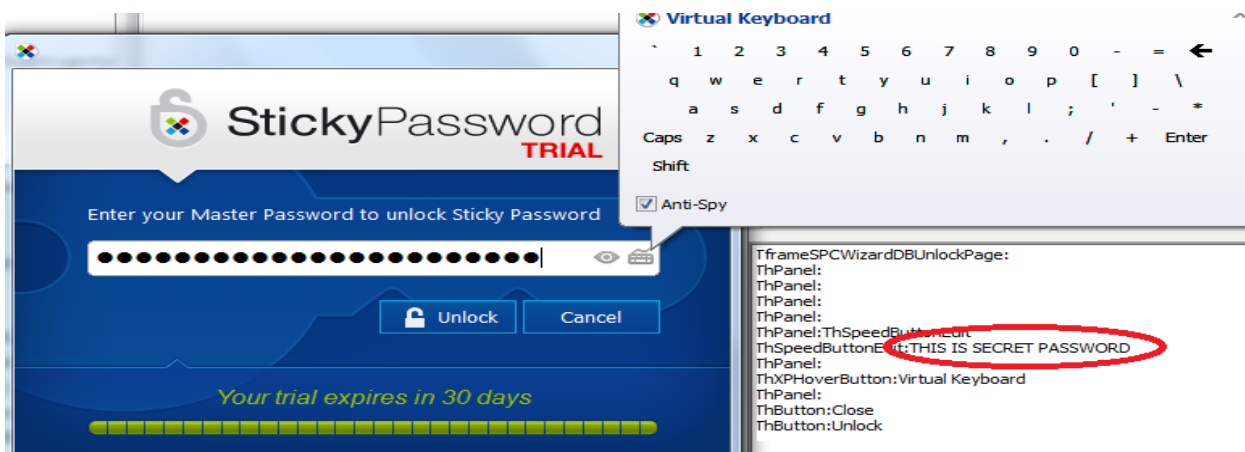 Virtual Keyboard
` 1 2 3 4 5 6 7 8 9 0 - = ←
q w e r t y u i o p [ ] \
a s d f g h j k l ; ' - *
Caps z x c v b n m , . / + Enter
Shift
Anti-Spy
StickyPassword
TRIAL
Enter your Master Password to unlock Sticky Password
Unlock Cancel
Your trial expires in 30 days
TframeSPCWizardDBUnlockPage:
ThPanel:
ThPanel:
ThPanel:
ThPanel:
ThPanel:ThSpeedButtonEdit
ThSpeedButtonEdit:THIS IS SECRET PASSWORD
ThPanel:
ThXPHoverButton:Virtual Keyboard
ThPanel:
ThButton:Close
ThButton:Unlock